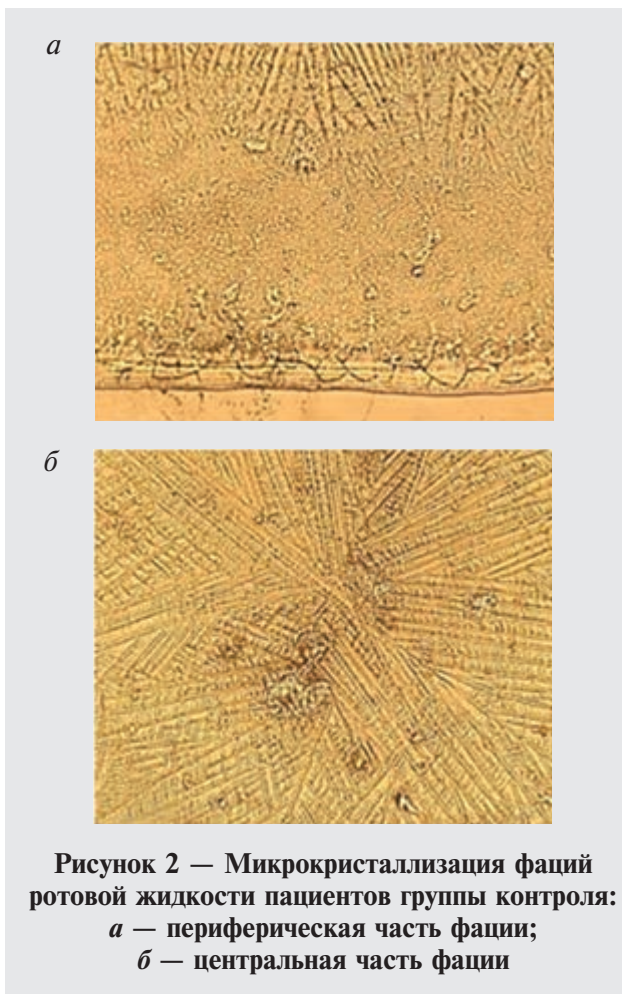 а
б
Рисунок 2 — Микрокристаллизация фаций
ротовой жидкости пациентов группы контроля:
а — периферическая часть фации;
б — центральная часть фации